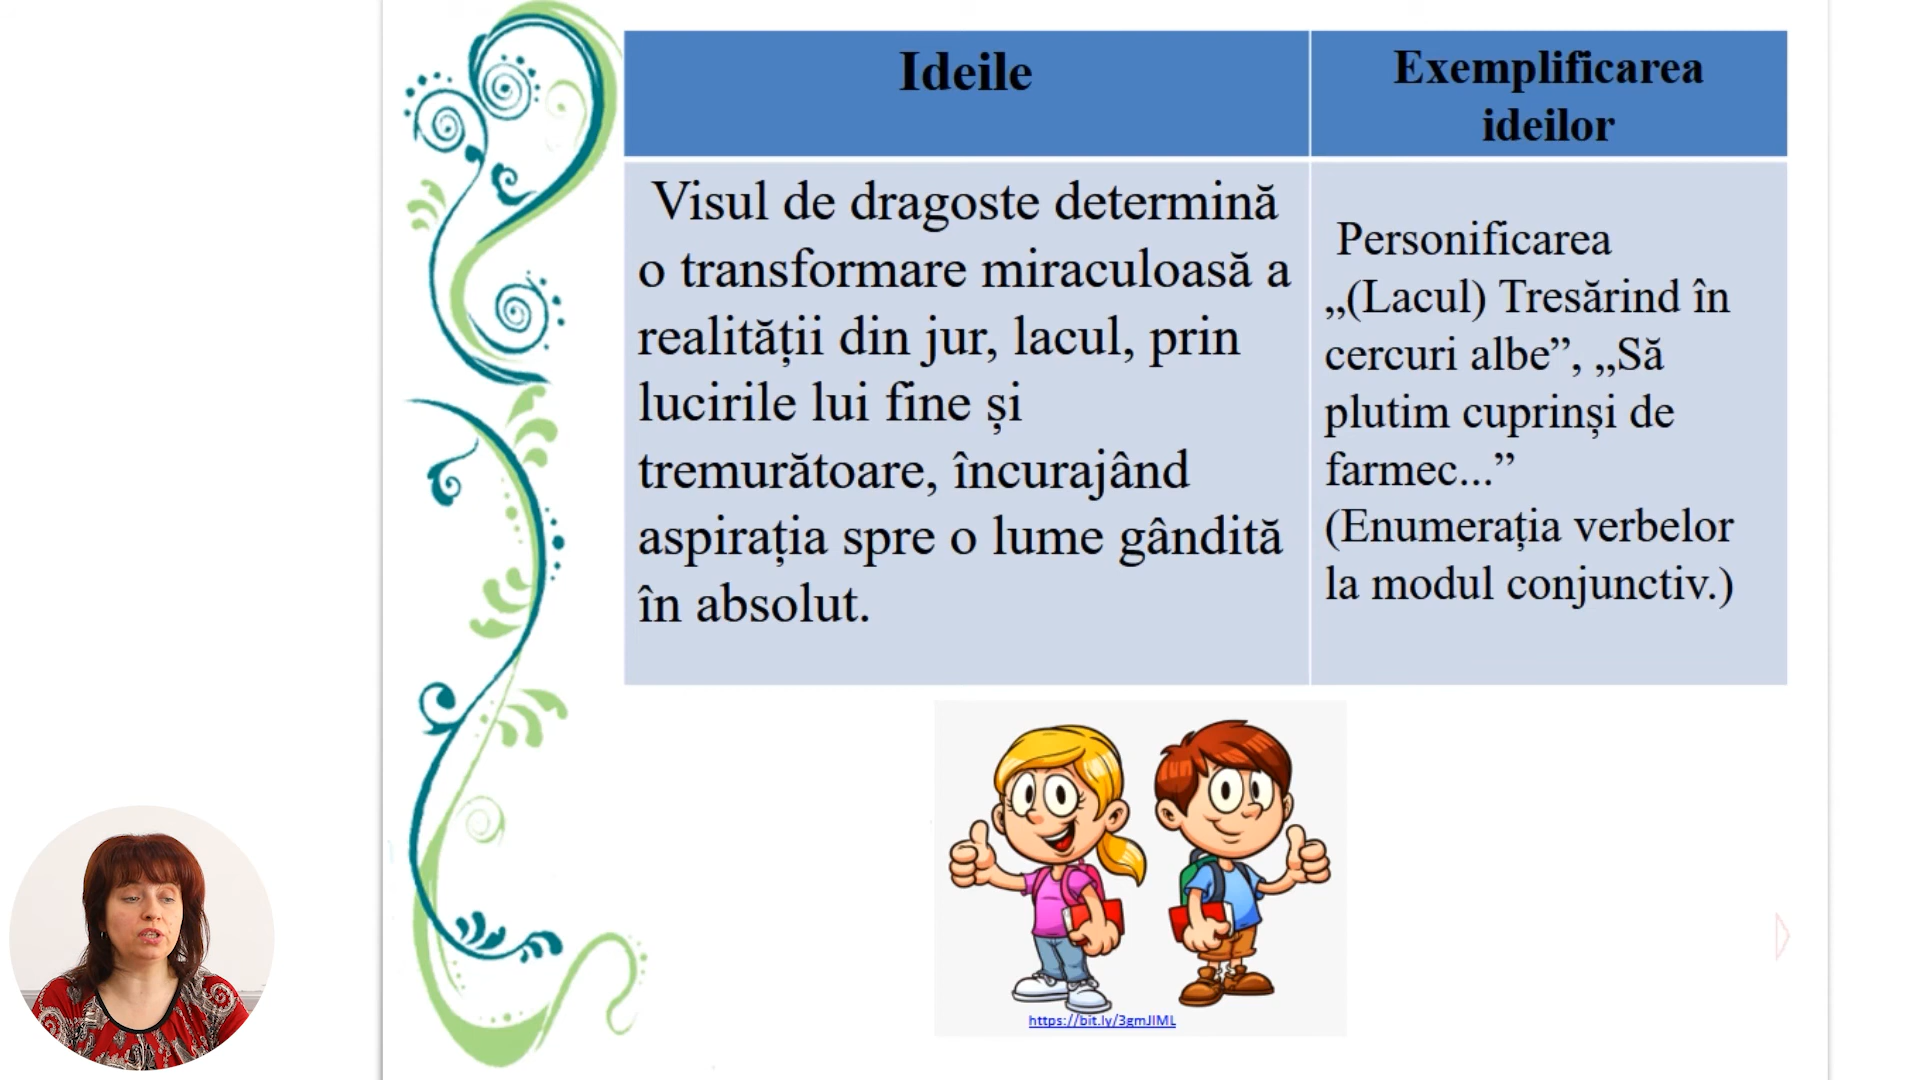 Ideile
Exemplificarea
ideilor
Visul de dragoste determină
o transformare miraculoasă a
realității din jur, lacul, prin
lucirile lui fine și
tremurătoare, încurajând
aspirația spre o lume gândită
în absolut.
Personificarea
„(Lacul) Tresărind în
cercuri albe”, „Să
plutim cuprinși de
farmec...”
(Enumerația verbelor
la modul conjunctiv.)
https://bit.ly/3gmJIML